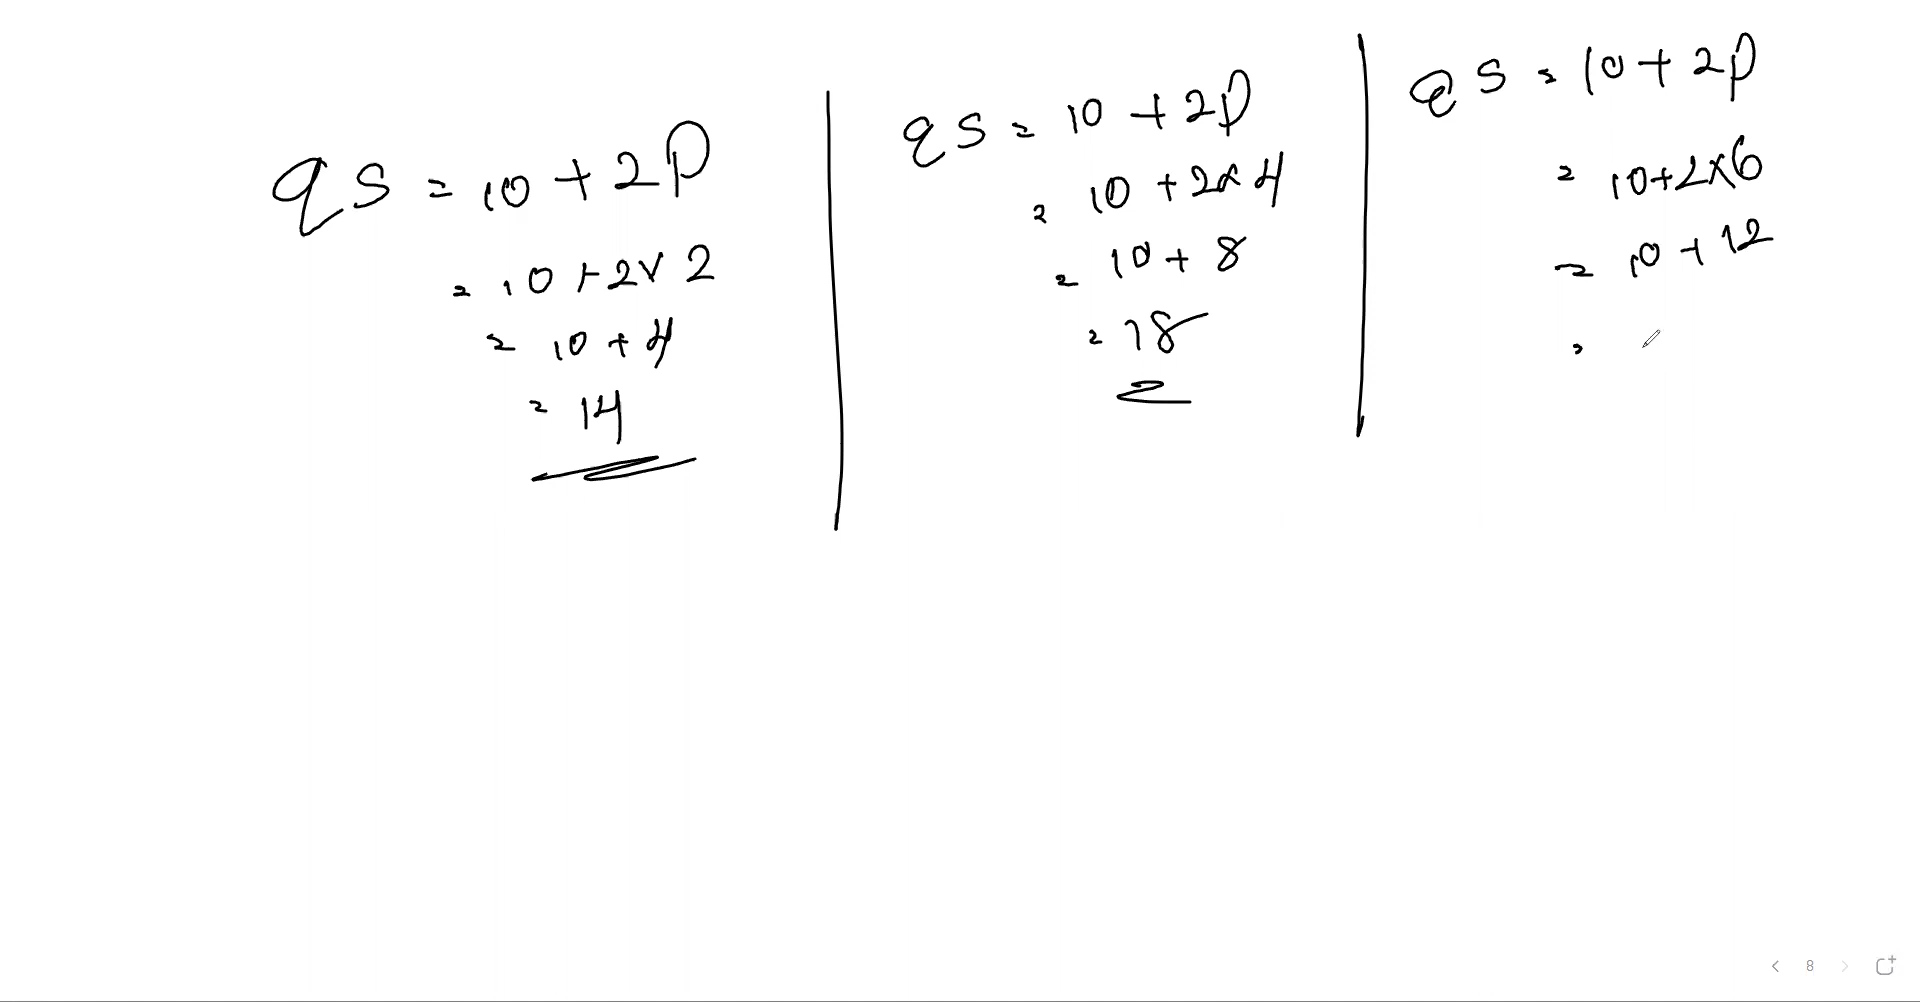 qs = 10 + 2P
= 10 + 2 x 2
= 10 + 4
= 14
qs = 10 + 2P
= 10 + 2 x 4
= 10 + 8
= 18
qs = 10 + 2P
= 10 + 2 x 6
= 10 + 12
=
8